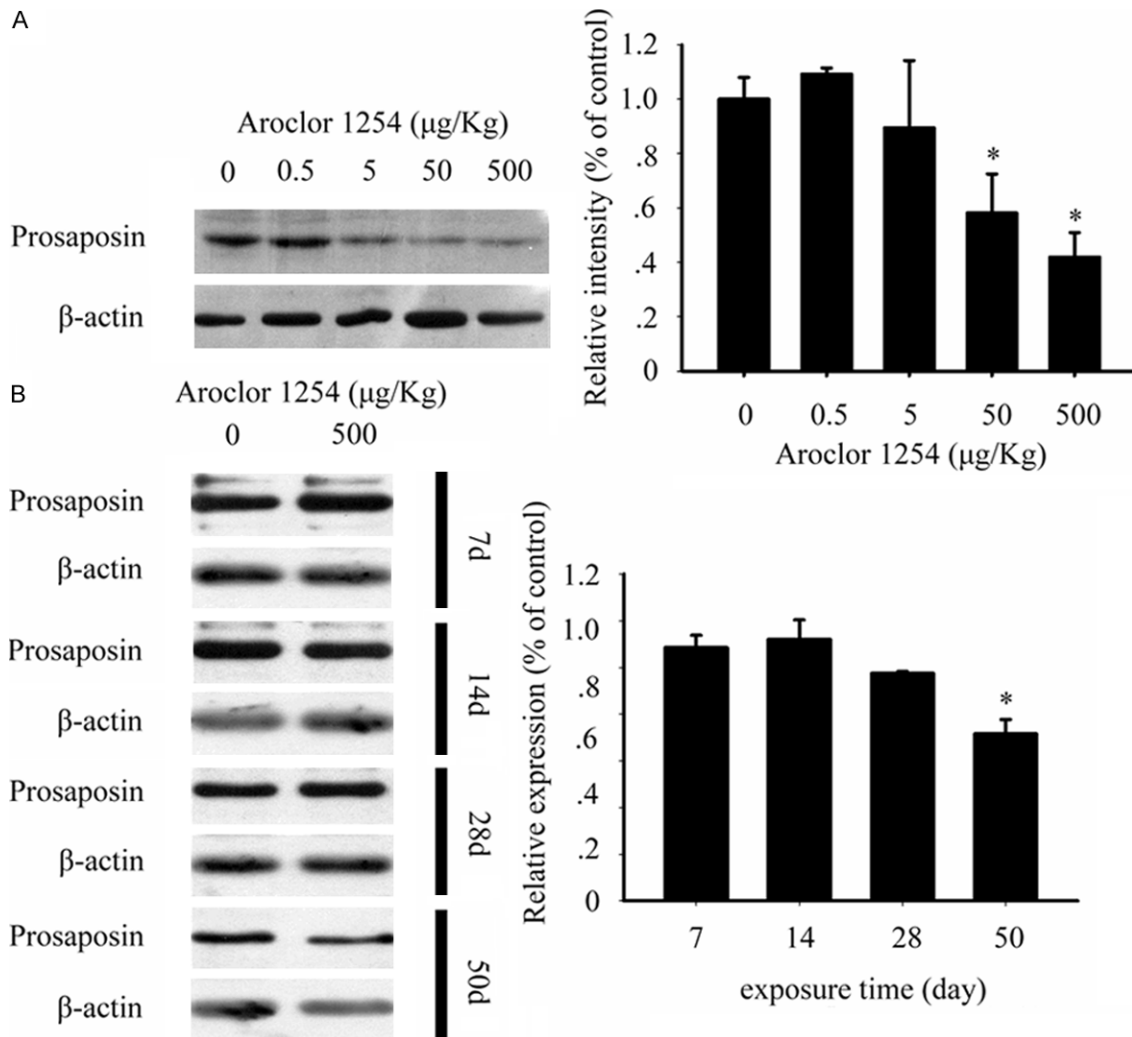 A
Aroclor 1254 (μg/Kg)
0 0.5 5 50 500
Prosaposin
β-actin
Relative intensity (% of control)
1.2
1.0
.8
.6
.4
.2
0
* *
0 0.5 5 50 500
Aroclor 1254 (μg/Kg)
B
Aroclor 1254 (μg/Kg)
0 500
Prosaposin
β-actin
7d
Prosaposin
β-actin
14d
Prosaposin
β-actin
28d
Prosaposin
β-actin
50d
Relative expression (% of control)
1.2
1.0
.8
.6
.4
.2
0
*
7 14 28 50
exposure time (day)